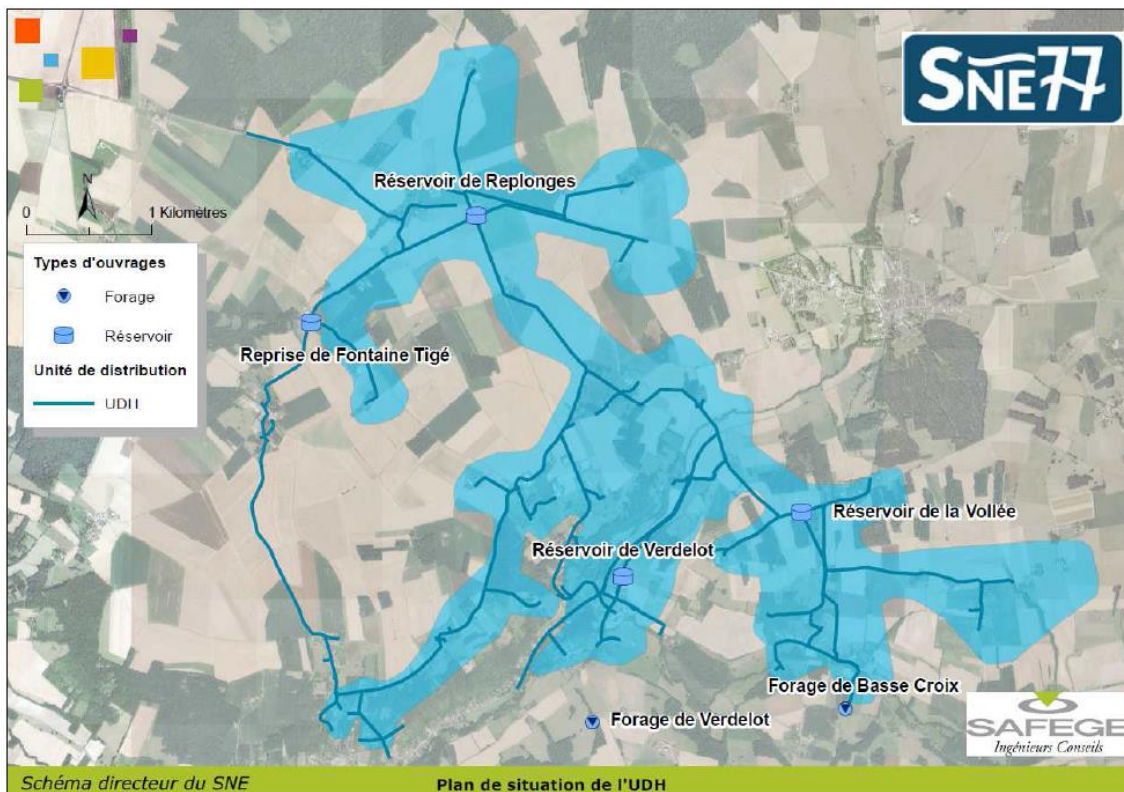 SNE77
N
0 1 Kilomètres
Types d'ouvrages
Forage
Réservoir
Unité de distribution
UDH
Réservoir de Replonges
Reprise de Fontaine Tigé
Réservoir de la Vollée
Réservoir de Verdelot
Forage de Basse Croix
Forage de Verdelot
SAFEGE
Ingénieurs Conseils
Schéma directeur du SNE Plan de situation de l'UDH